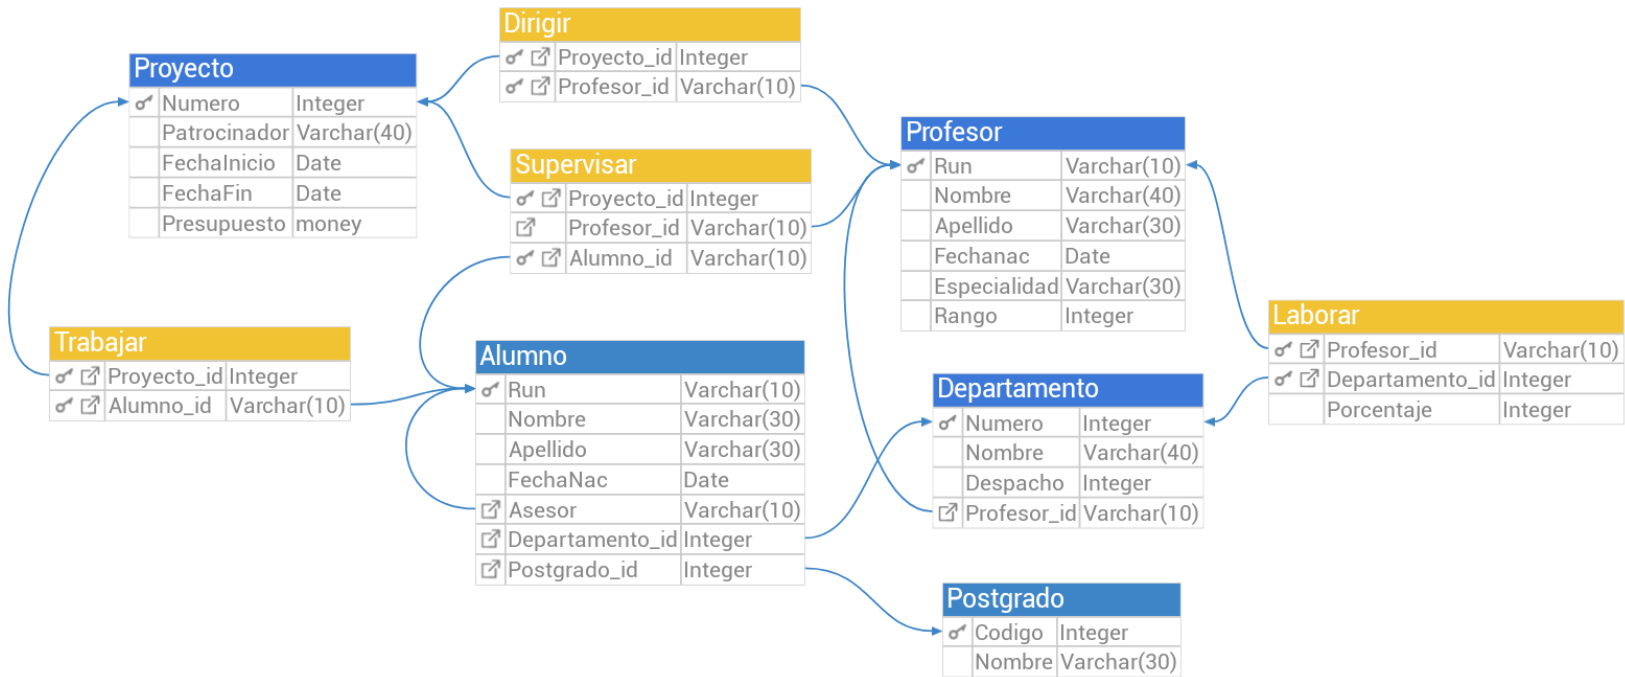 Dirigir
Proyecto_id Integer
Profesor_id Varchar(10)
Proyecto
Numero Integer
Patrocinador Varchar(40)
FechaInicio Date
FechaFin Date
Presupuesto money
Supervisar
Proyecto_id Integer
Profesor_id Varchar(10)
Alumno_id Varchar(10)
Profesor
Run Varchar(10)
Nombre Varchar(40)
Apellido Varchar(30)
Fechanac Date
Especialidad Varchar(30)
Rango Integer
Laborar
Profesor_id Varchar(10)
Departamento_id Integer
Porcentaje Integer
Trabajar
Proyecto_id Integer
Alumno_id Varchar(10)
Alumno
Run Varchar(10)
Nombre Varchar(30)
Apellido Varchar(30)
FechaNac Date
Asesor Varchar(10)
Departamento_id Integer
Postgrado_id Integer
Departamento
Numero Integer
Nombre Varchar(40)
Despacho Integer
Profesor_id Varchar(10)
Postgrado
Codigo Integer
Nombre Varchar(30)